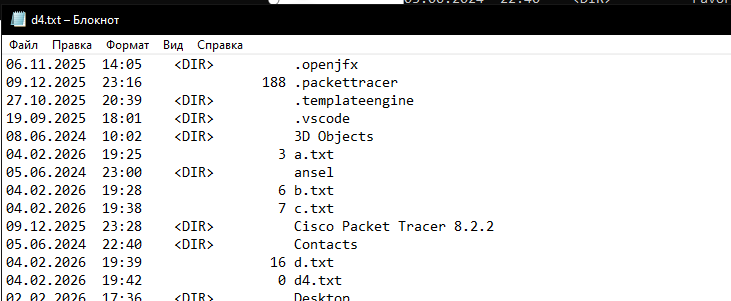 05.06.2024 22:40 <DIR> Favor
d4.txt – Блокнот
Файл Правка Формат Вид Справка
06.11.2025 14:05 <DIR> .openjfx
09.12.2025 23:16 188 .packettracer
27.10.2025 20:39 <DIR> .templateengine
19.09.2025 18:01 <DIR> .vscode
08.06.2024 10:02 <DIR> 3D Objects
04.02.2026 19:25 3 a.txt
05.06.2024 23:00 <DIR> ansel
04.02.2026 19:28 6 b.txt
04.02.2026 19:38 7 c.txt
09.12.2025 23:28 <DIR> Cisco Packet Tracer 8.2.2
05.06.2024 22:40 <DIR> Contacts
04.02.2026 19:39 16 d.txt
04.02.2026 19:42 0 d4.txt
02.02.2026 17:36 <DIR> Desktop